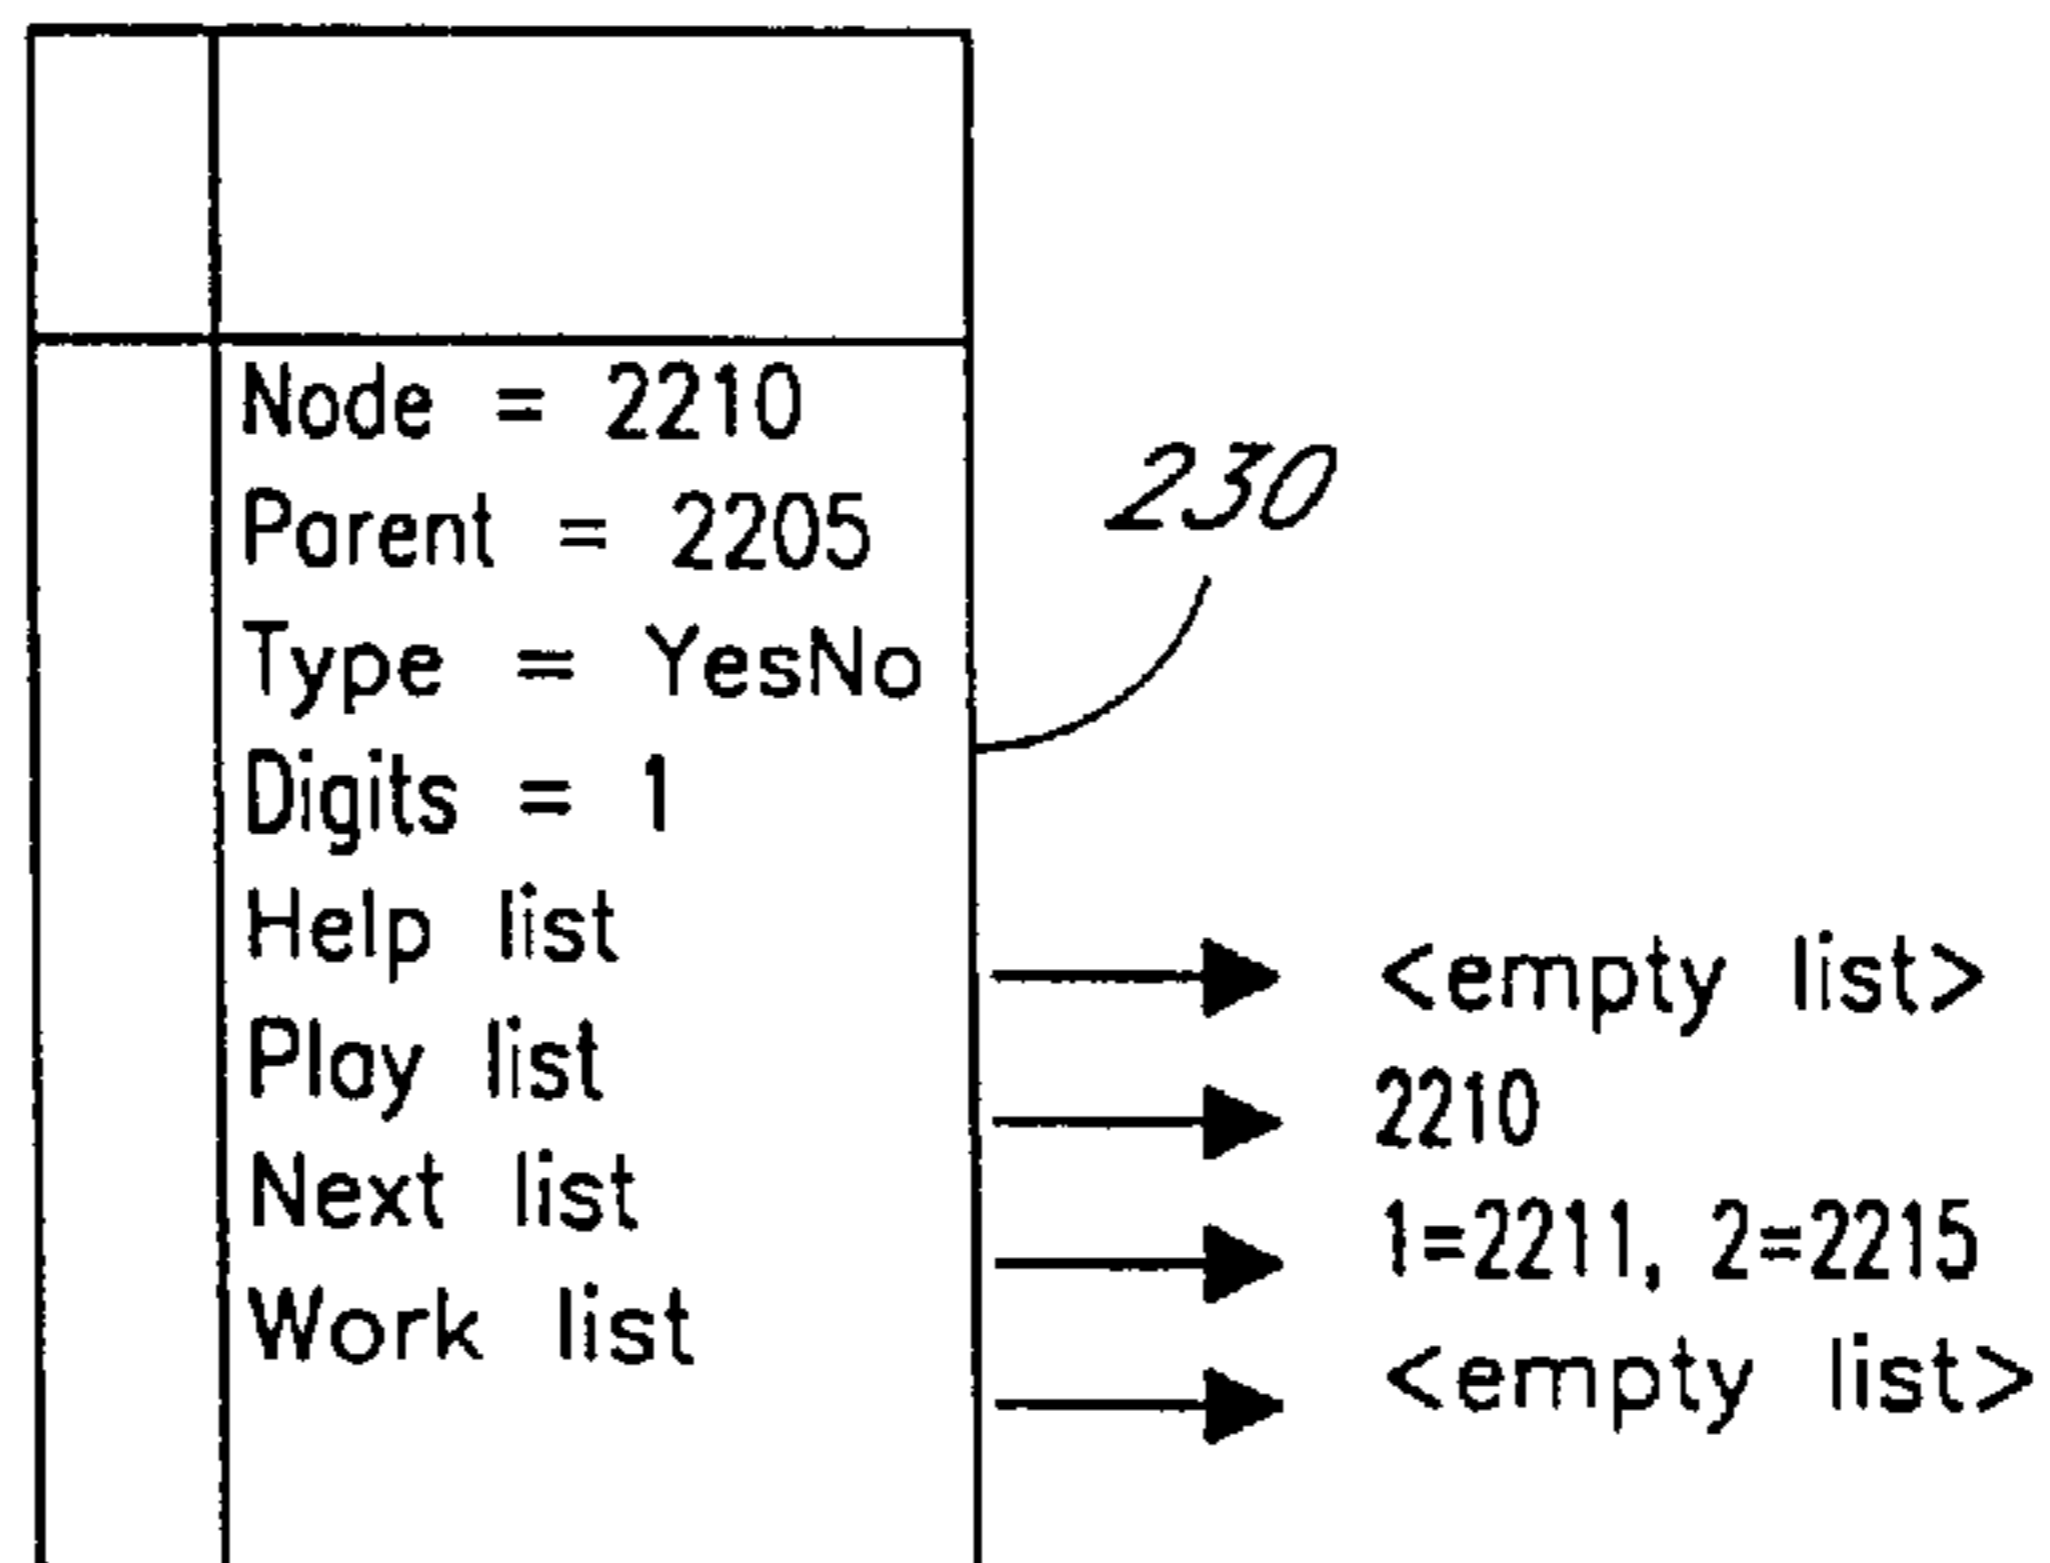 Node = 2210
Parent = 2205
Type = YesNo
Digits = 1
Help list
Play list
Next list
Work list
230
<empty list>
2210
1=2211, 2=2215
<empty list>